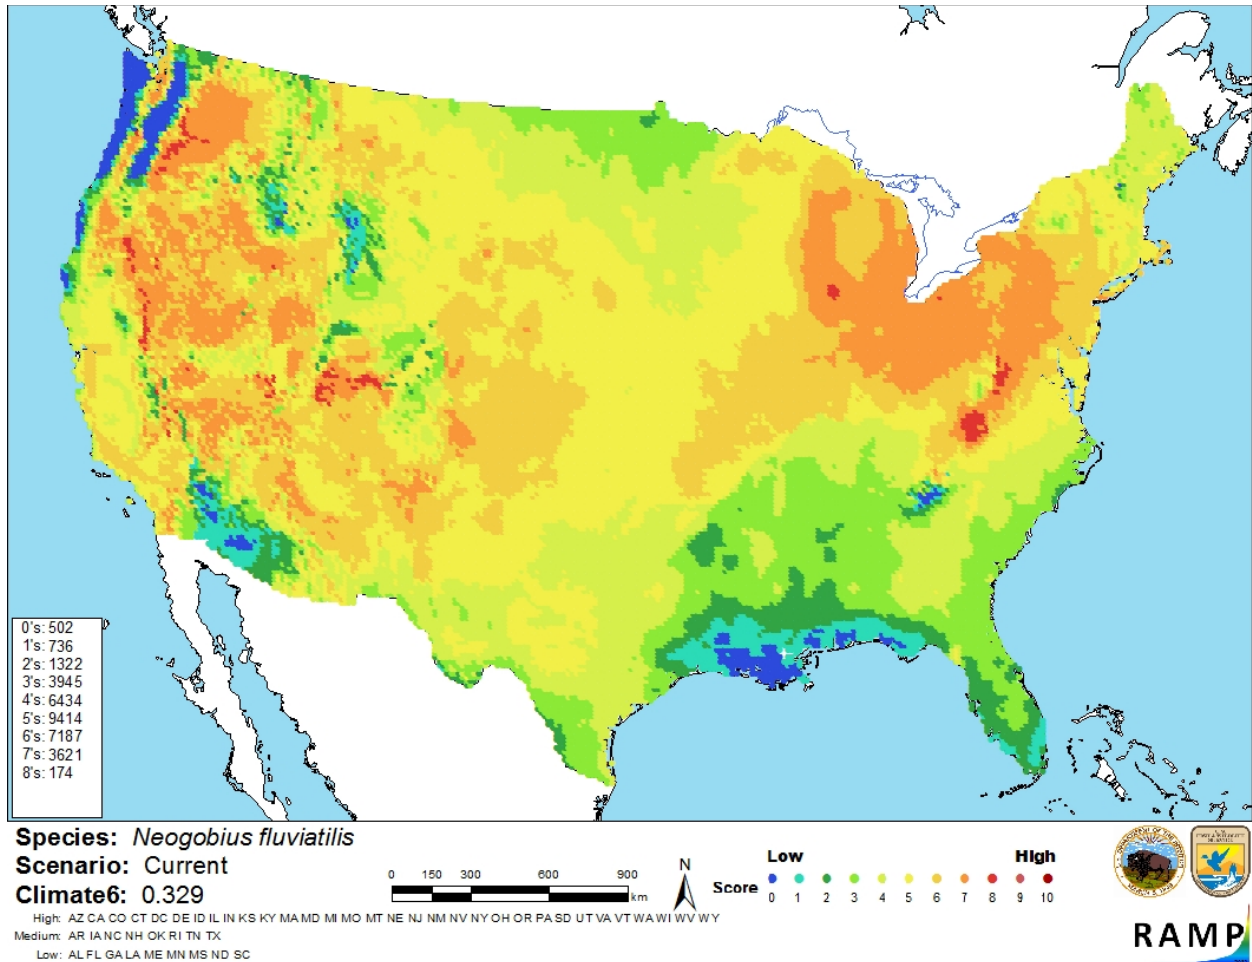 0's: 502
1's: 736
2's: 1322
3's: 3945
4's: 6434
5's: 9414
6's: 7187
7's: 3621
8's: 174
Species: Neogobius fluviatilis
Scenario: Current
Climate6: 0.329
High: AZ CA CO CT DC DE ID IL IN KS KY MA MD MI MO MT NE NJ NM NV NY OH OR PA SD UT VA VT WA WI WV WY
Medium: AR IA NC NH OK RI TN TX
Low: AL FL GA LA ME MN MS ND SC
0 150 300 600 900
km
N
Low High
Score
0 1 2 3 4 5 6 7 8 9 10
RAMP